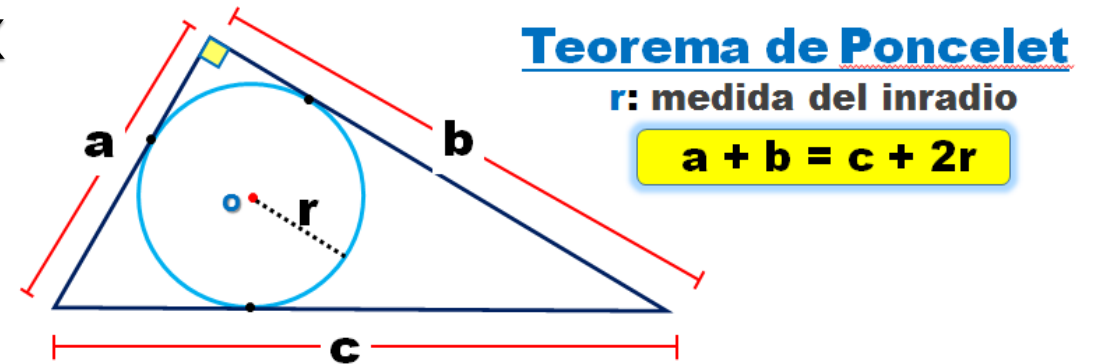 Teorema de Poncelet
r: medida del inradio
a + b = c + 2r
a
b
o
r
c